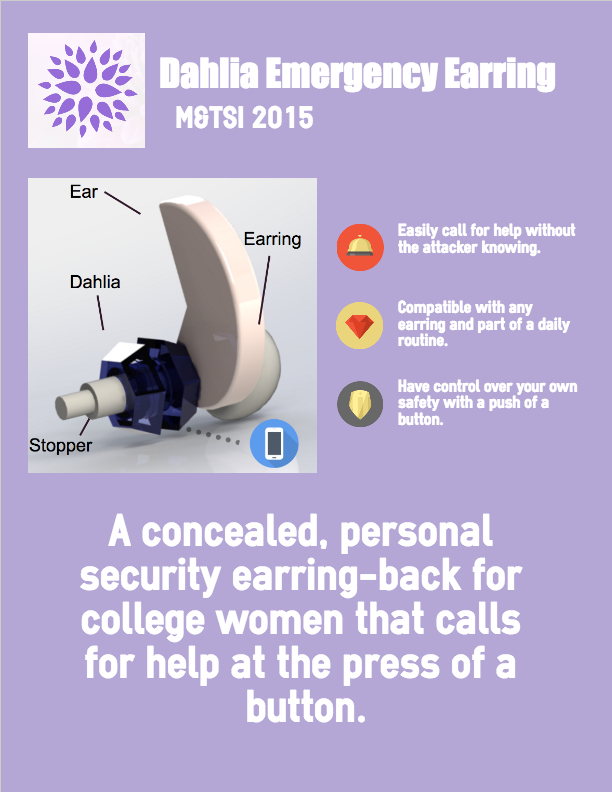 Dahlia Emergency Earring
M&TSI 2015
Ear
Earring
Dahlia
Stopper
Easily call for help without
the attacker knowing.
Compatible with any
earring and part of a daily
routine.
Have control over your own
safety with a push of a
button.
A concealed, personal
security earring-back for
college women that calls
for help at the press of a
button.